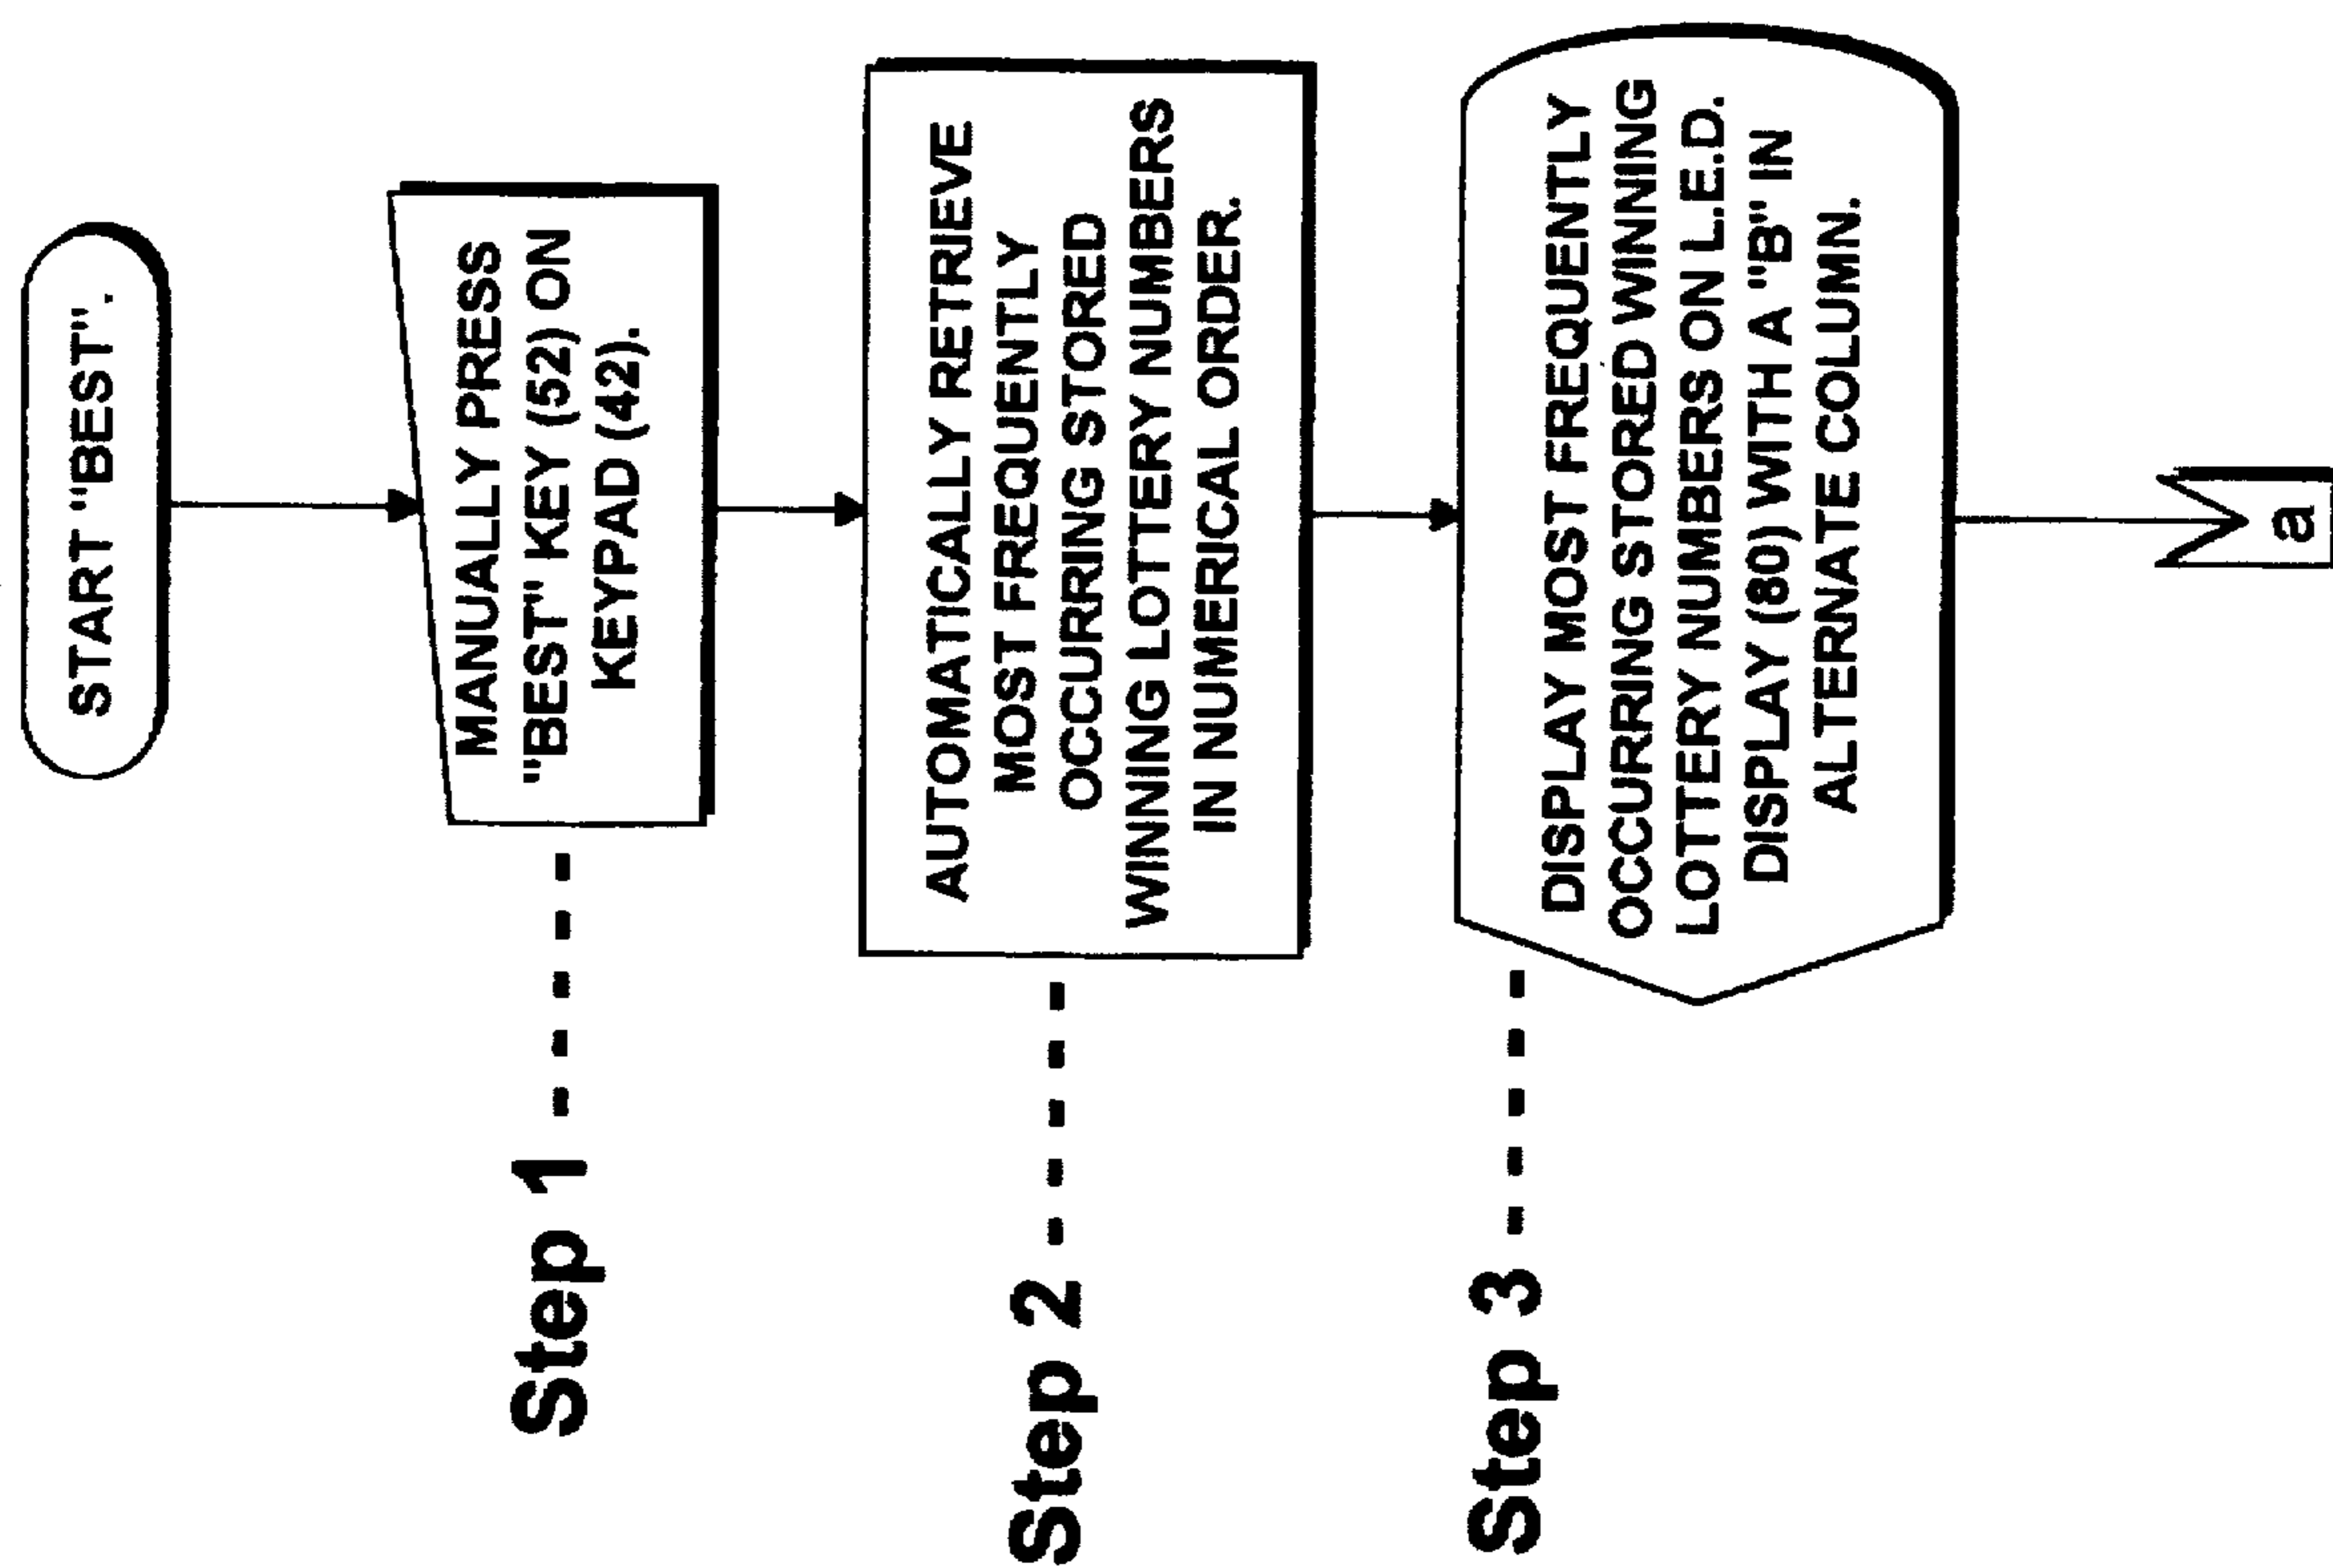 START "BEST".
Step 1
MANUALLY PRESS
"BEST" KEY (52) ON
KEYPAD (42).
Step 2
AUTOMATICALLY RETRIEVE
MOST FREQUENTLY
OCCURRING STORED
WINNING LOTTERY NUMBERS
IN NUMERICAL ORDER.
Step 3
DISPLAY MOST FREQUENTLY
OCCURRING STORED WINNING
LOTTERY NUMBERS ON L.E.D.
DISPLAY (80) WITH A "B" IN
ALTERNATE COLUMN.
a